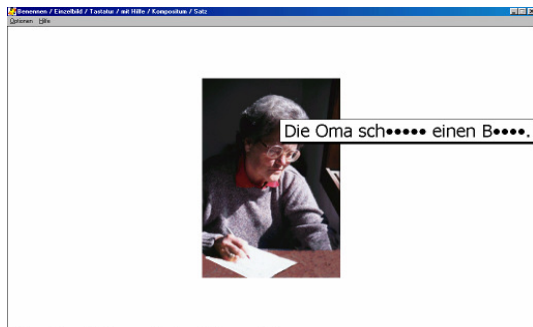 Benennen / Einzelbild / Tastatur / mit Hilfe / Kompositum / Satz
Optionen Hilfe
Die Oma sch••••• einen B••••.